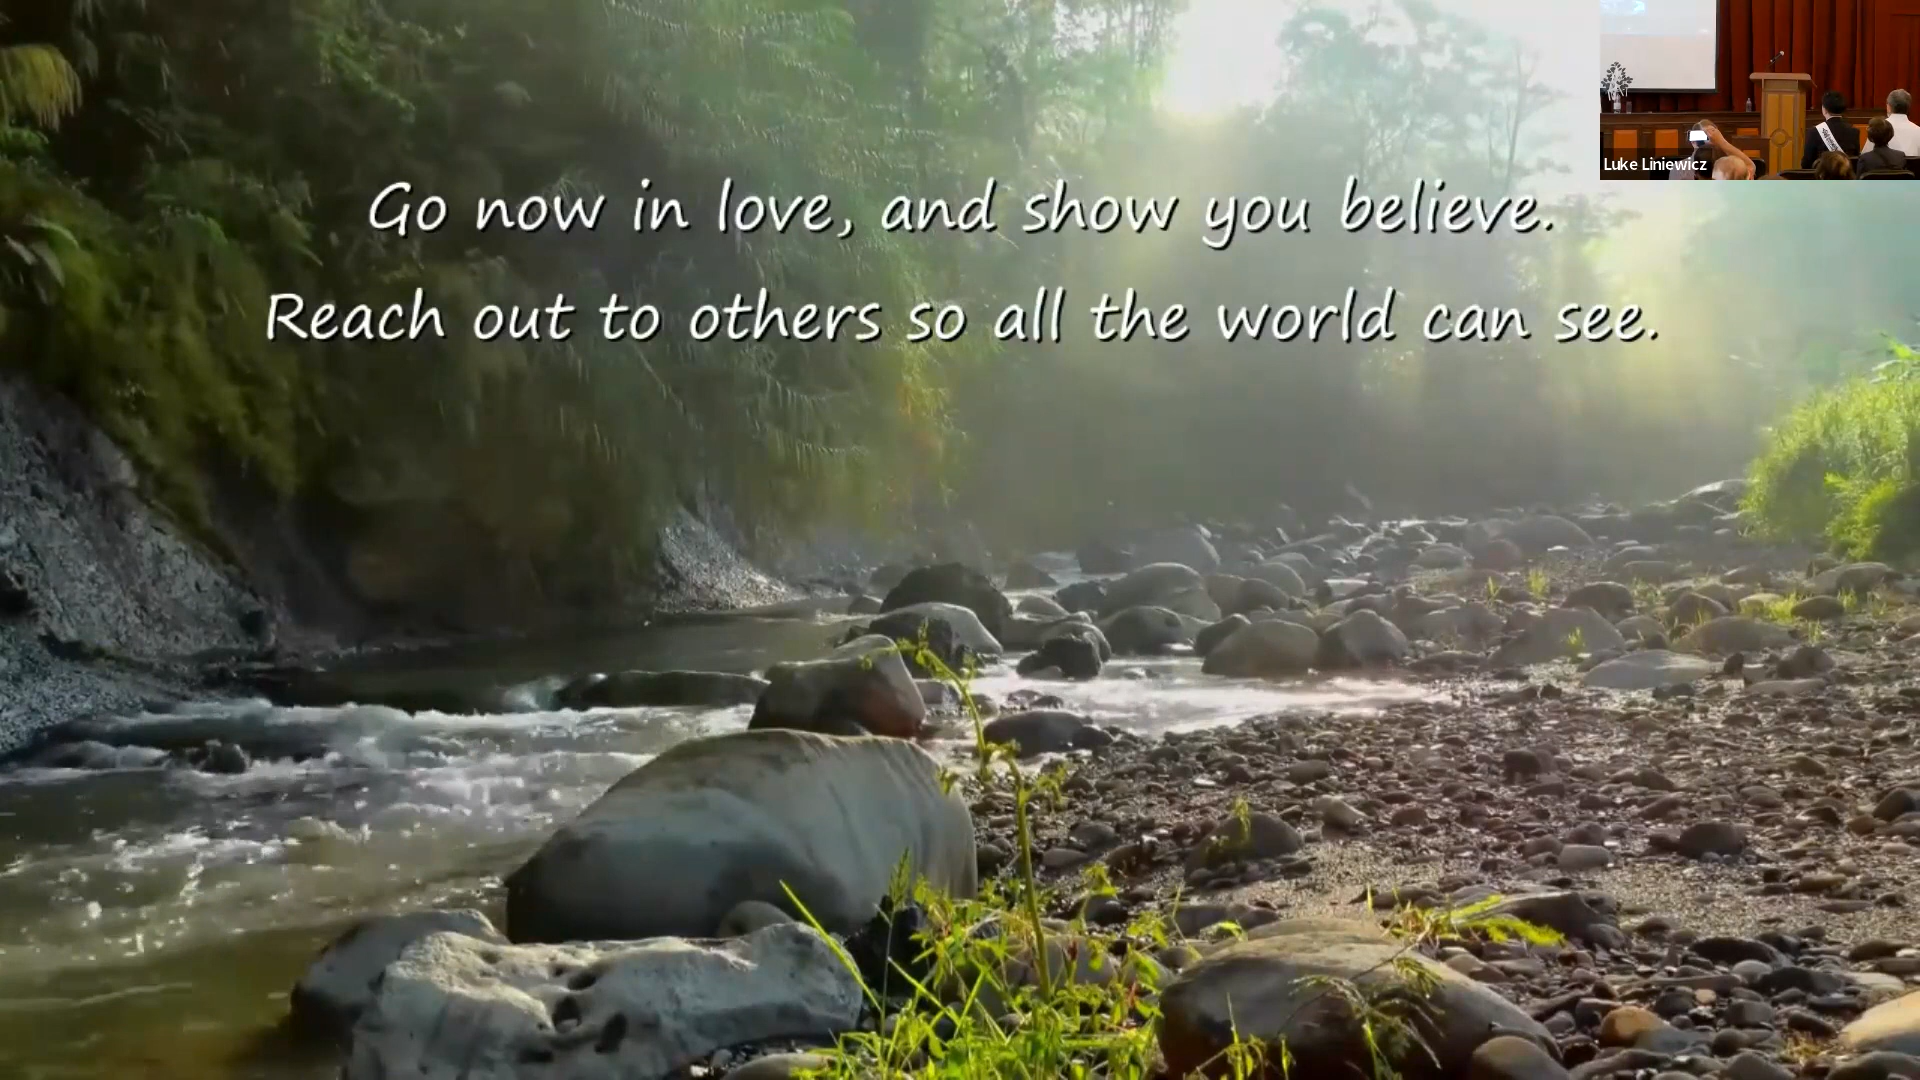 Go now in love, and show you believe.
Reach out to others so all the world can see.
Luke Liniewicz